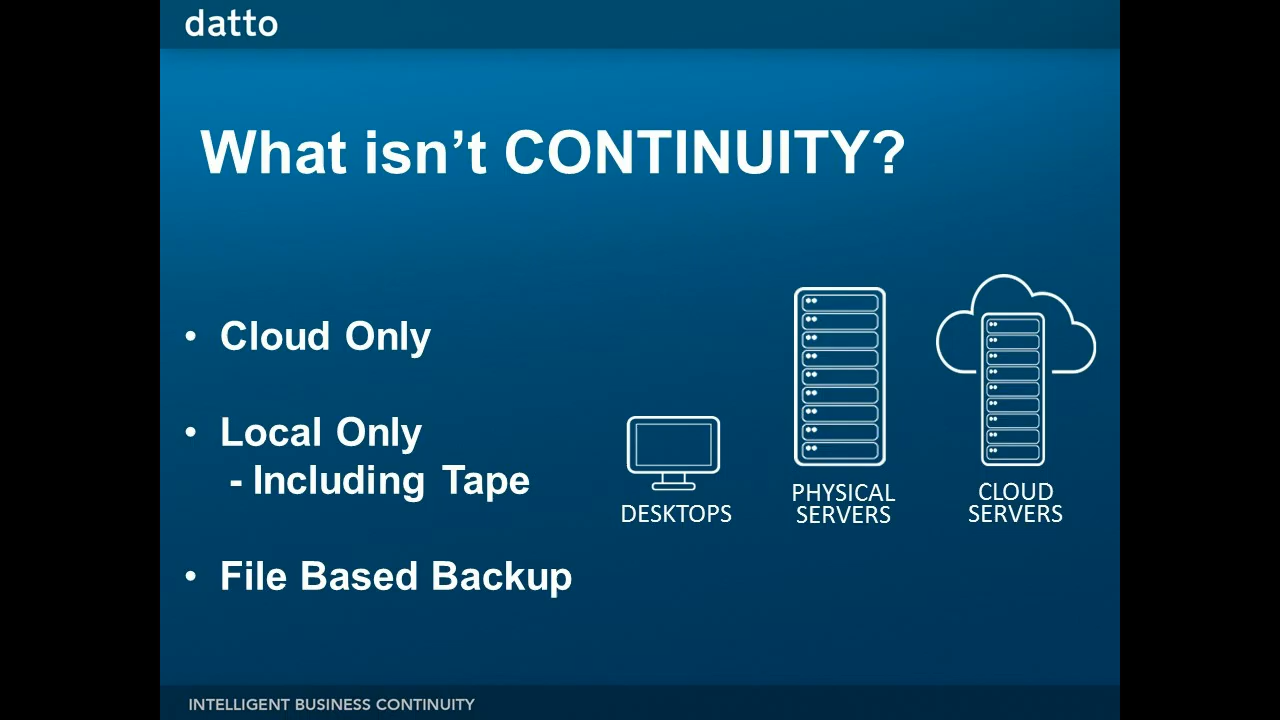 datto
What isn’t CONTINUITY?
• Cloud Only
• Local Only
- Including Tape
• File Based Backup
DESKTOPS
PHYSICAL
SERVERS
CLOUD
SERVERS
INTELLIGENT BUSINESS CONTINUITY